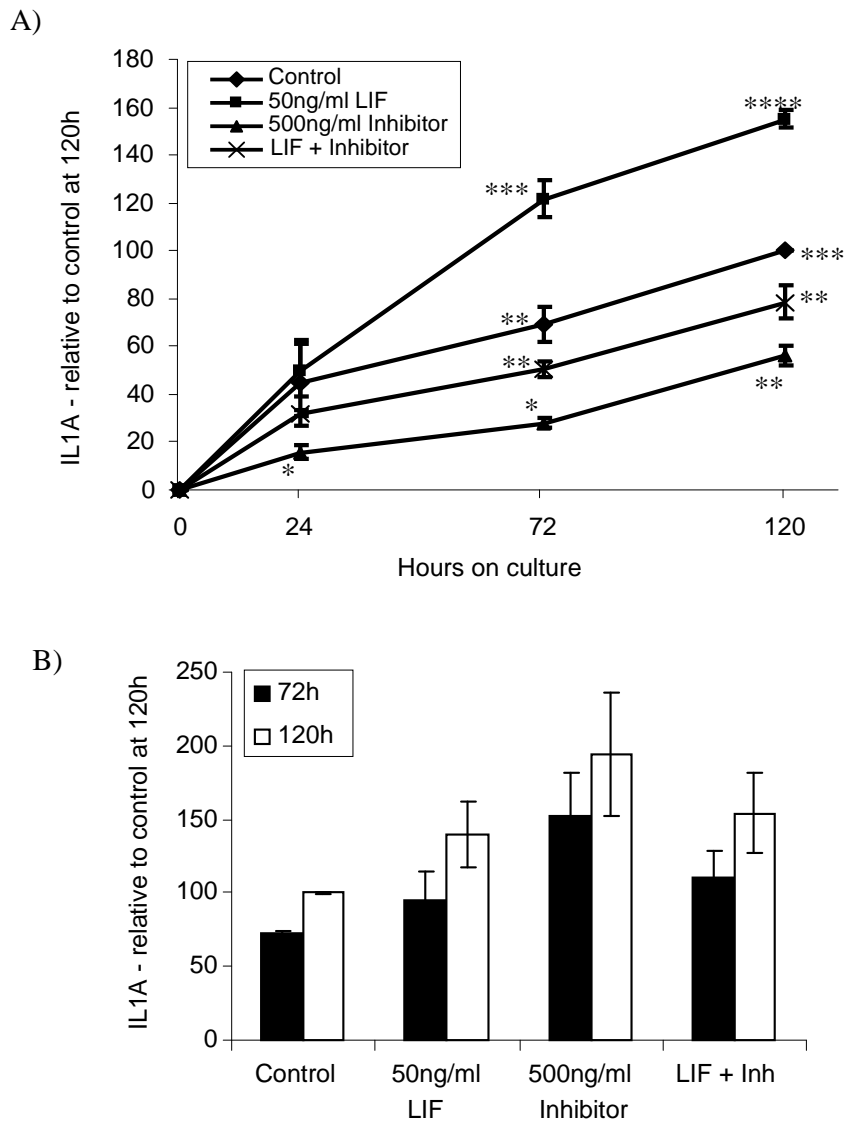 A)
IL1A - relative to control at 120h
180
160
140
120
100
80
60
40
20
0
Control
50ng/ml LIF
500ng/ml Inhibitor
LIF + Inhibitor
****
***
***
**
**
**
*
**
*
0 24 72 120
Hours on culture
B)
IL1A - relative to control at 120h
250
200
150
100
50
0
72h
120h
Control 50ng/ml 500ng/ml LIF + Inh
LIF Inhibitor